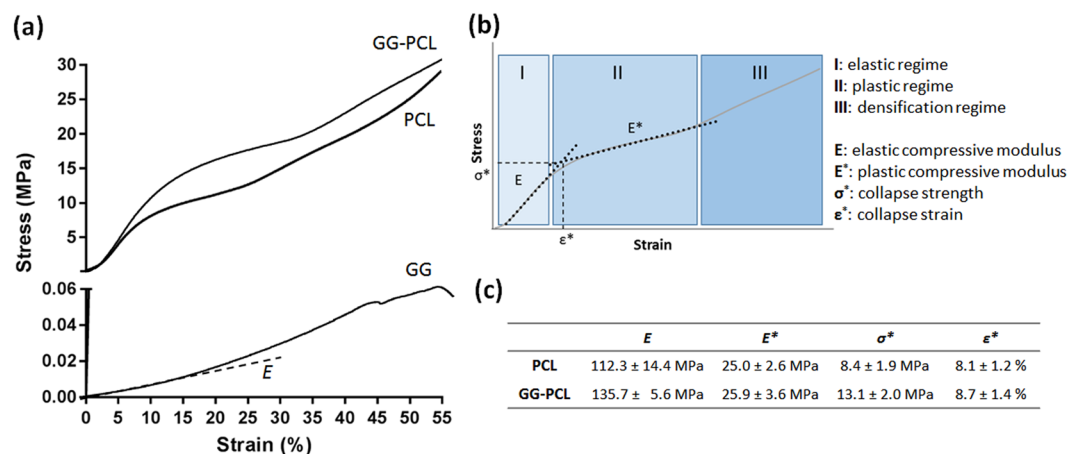 (a)
GG-PCL
PCL
30
25
20
15
10
5
Stress (MPa)
GG
0.06
0.04
0.02
0.00
E
0 5 10 15 20 25 30 35 40 45 50 55
Strain (%)
(b)
I II III
E*
E
σ*
ε*
Stress
Strain
I: elastic regime
II: plastic regime
III: densification regime
E: elastic compressive modulus
E*: plastic compressive modulus
σ*: collapse strength
ε*: collapse strain
(c)
E E* σ* ε*
PCL 112.3 ± 14.4 MPa 25.0 ± 2.6 MPa 8.4 ± 1.9 MPa 8.1 ± 1.2 %
GG-PCL 135.7 ± 5.6 MPa 25.9 ± 3.6 MPa 13.1 ± 2.0 MPa 8.7 ± 1.4 %